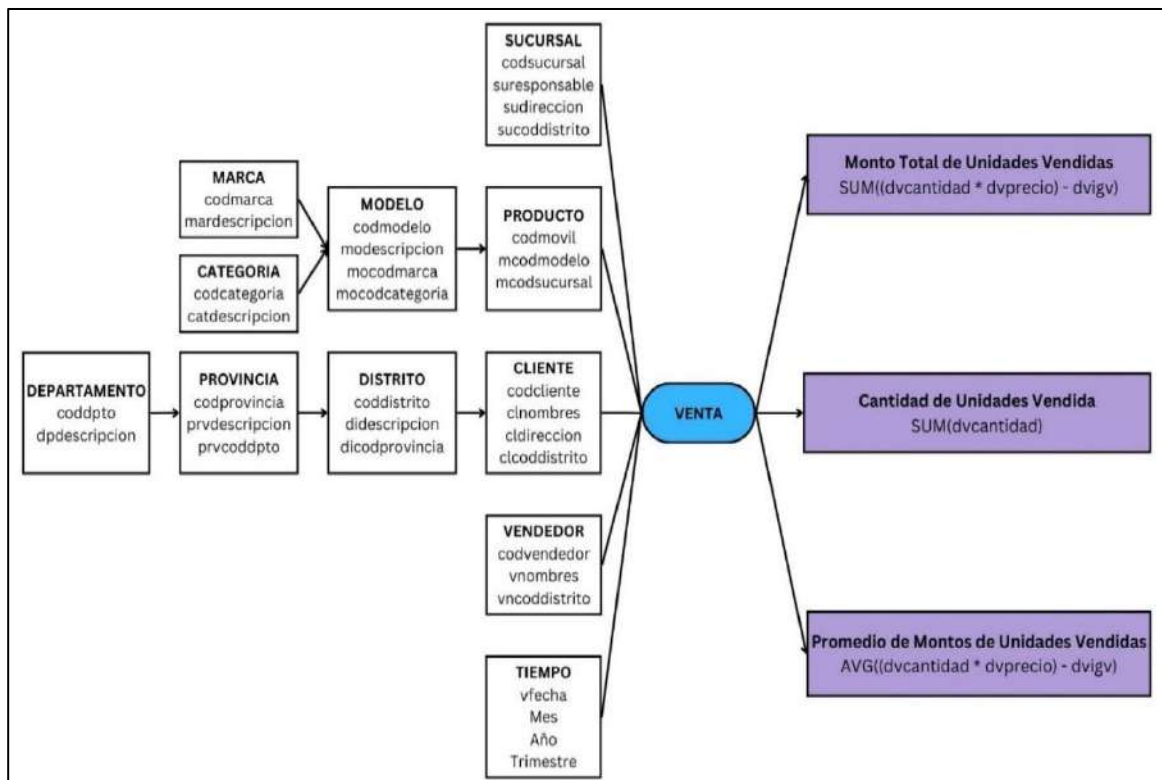 SUCURSAL
codsucursal
suresponsable
sudireccion
sucoddistrito
MARCA
codmarca
mardescripcion
CATEGORIA
codcategoria
catdescripcion
MODELO
codmodelo
modescripcion
mocodmarca
mocodcategoria
PRODUCTO
codmovil
mcodmodelo
mcodsucursal
DEPARTAMENTO
coddpto
dpdescripcion
PROVINCIA
codprovincia
prvdescripcion
prvcoddpto
DISTRITO
coddistrito
didescripcion
dicodprovincia
CLIENTE
codcliente
clnombres
cldireccion
clcoddistrito
VENDEDOR
codvendedor
vnombres
vncoddistrito
TIEMPO
vfecha
Mes
Año
Trimestre
VENTA
Monto Total de Unidades Vendidas
SUM((dvcantidad * dvprecio) - dvigv)
Cantidad de Unidades Vendida
SUM(dvcantidad)
Promedio de Montos de Unidades Vendidas
AVG((dvcantidad * dvprecio) - dvigv)